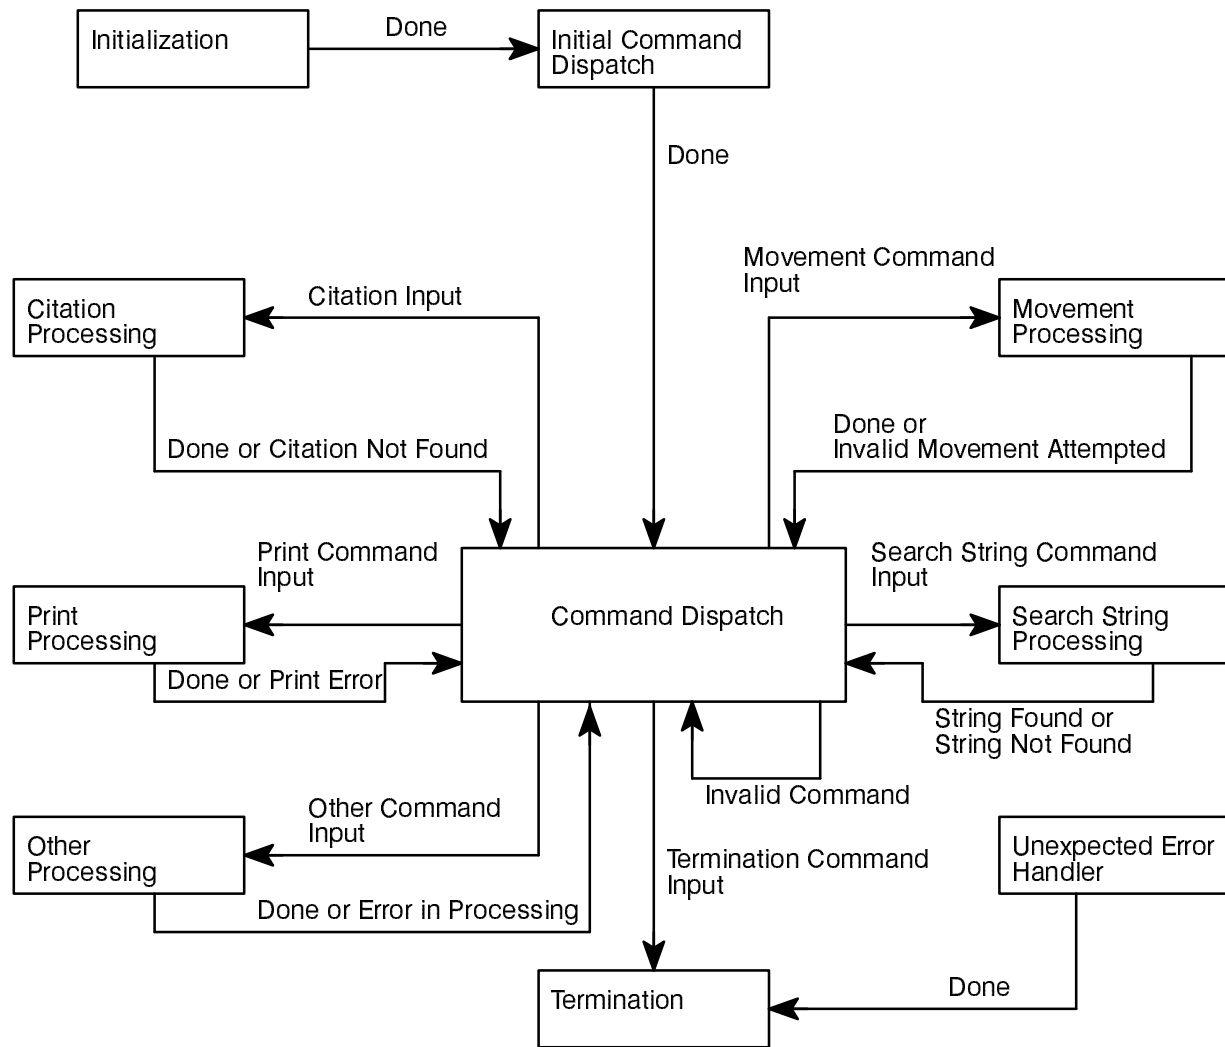 Initialization
Done
Initial Command
Dispatch
Done
Movement Command
Input
Citation Input
Citation
Processing
Movement
Processing
Done or Citation Not Found
Done or
Invalid Movement Attempted
Print Command
Input
Search String Command
Input
Print
Processing
Command Dispatch
Search String
Processing
Done or Print Error
String Found or
String Not Found
Invalid Command
Other Command
Input
Other
Processing
Termination Command
Input
Unexpected Error
Handler
Done or Error in Processing
Termination
Done